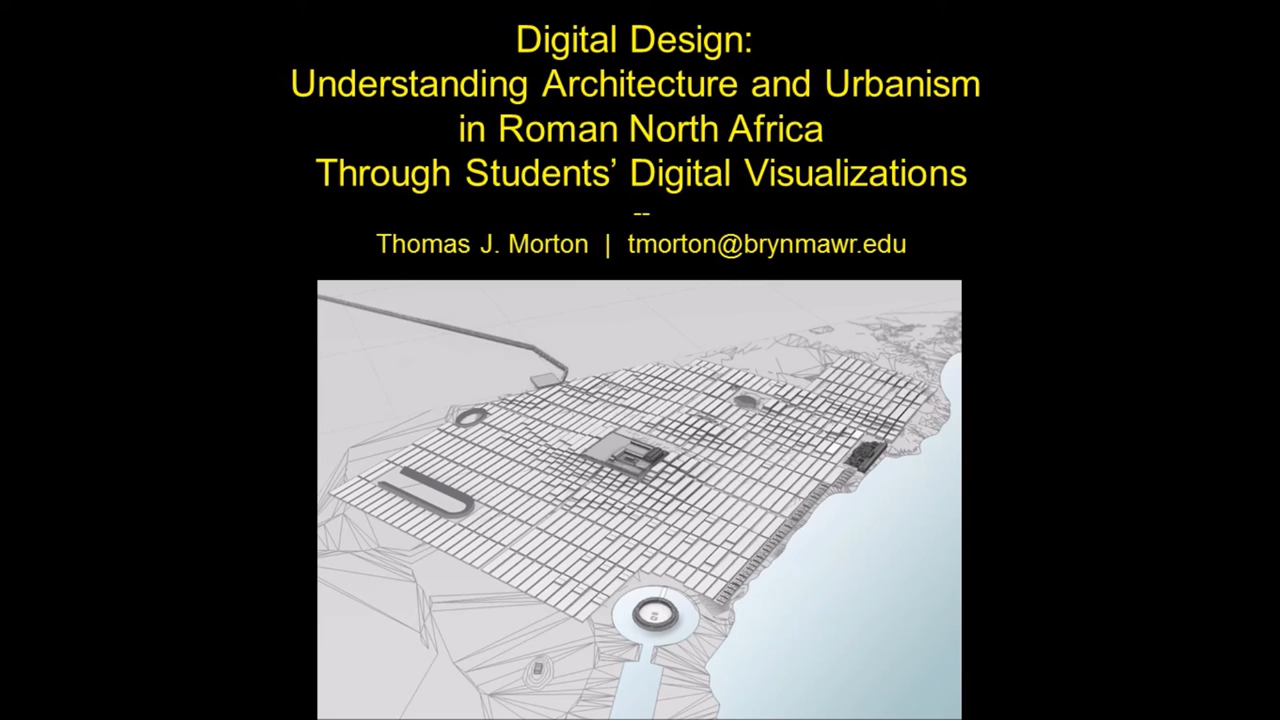 Digital Design:
Understanding Architecture and Urbanism
in Roman North Africa
Through Students’ Digital Visualizations
--
Thomas J. Morton | tmorton@brynmawr.edu